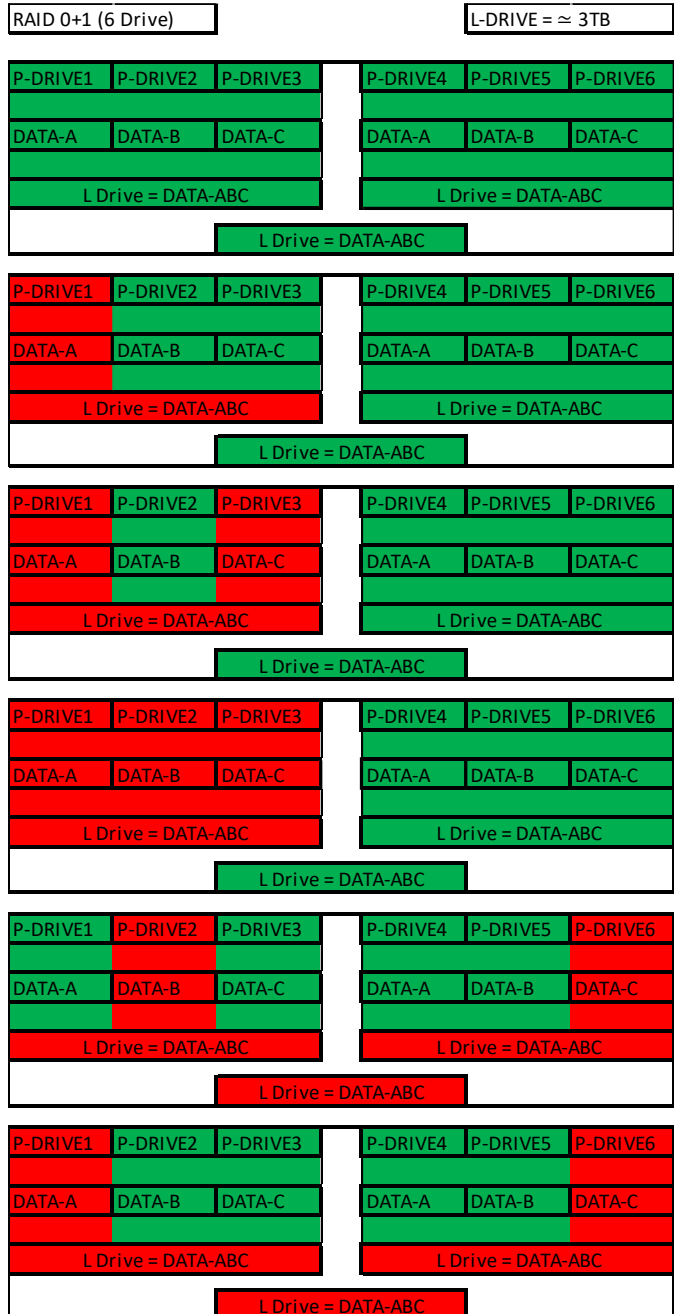 RAID 0+1 (6 Drive) L-DRIVE = ≃ 3TB
P-DRIVE1 P-DRIVE2 P-DRIVE3 P-DRIVE4 P-DRIVE5 P-DRIVE6
DATA-A DATA-B DATA-C DATA-A DATA-B DATA-C
L Drive = DATA-ABC L Drive = DATA-ABC
L Drive = DATA-ABC
P-DRIVE1 P-DRIVE2 P-DRIVE3 P-DRIVE4 P-DRIVE5 P-DRIVE6
DATA-A DATA-B DATA-C DATA-A DATA-B DATA-C
L Drive = DATA-ABC L Drive = DATA-ABC
L Drive = DATA-ABC
P-DRIVE1 P-DRIVE2 P-DRIVE3 P-DRIVE4 P-DRIVE5 P-DRIVE6
DATA-A DATA-B DATA-C DATA-A DATA-B DATA-C
L Drive = DATA-ABC L Drive = DATA-ABC
L Drive = DATA-ABC
P-DRIVE1 P-DRIVE2 P-DRIVE3 P-DRIVE4 P-DRIVE5 P-DRIVE6
DATA-A DATA-B DATA-C DATA-A DATA-B DATA-C
L Drive = DATA-ABC L Drive = DATA-ABC
L Drive = DATA-ABC
P-DRIVE1 P-DRIVE2 P-DRIVE3 P-DRIVE4 P-DRIVE5 P-DRIVE6
DATA-A DATA-B DATA-C DATA-A DATA-B DATA-C
L Drive = DATA-ABC L Drive = DATA-ABC
L Drive = DATA-ABC
P-DRIVE1 P-DRIVE2 P-DRIVE3 P-DRIVE4 P-DRIVE5 P-DRIVE6
DATA-A DATA-B DATA-C DATA-A DATA-B DATA-C
L Drive = DATA-ABC L Drive = DATA-ABC
L Drive = DATA-ABC